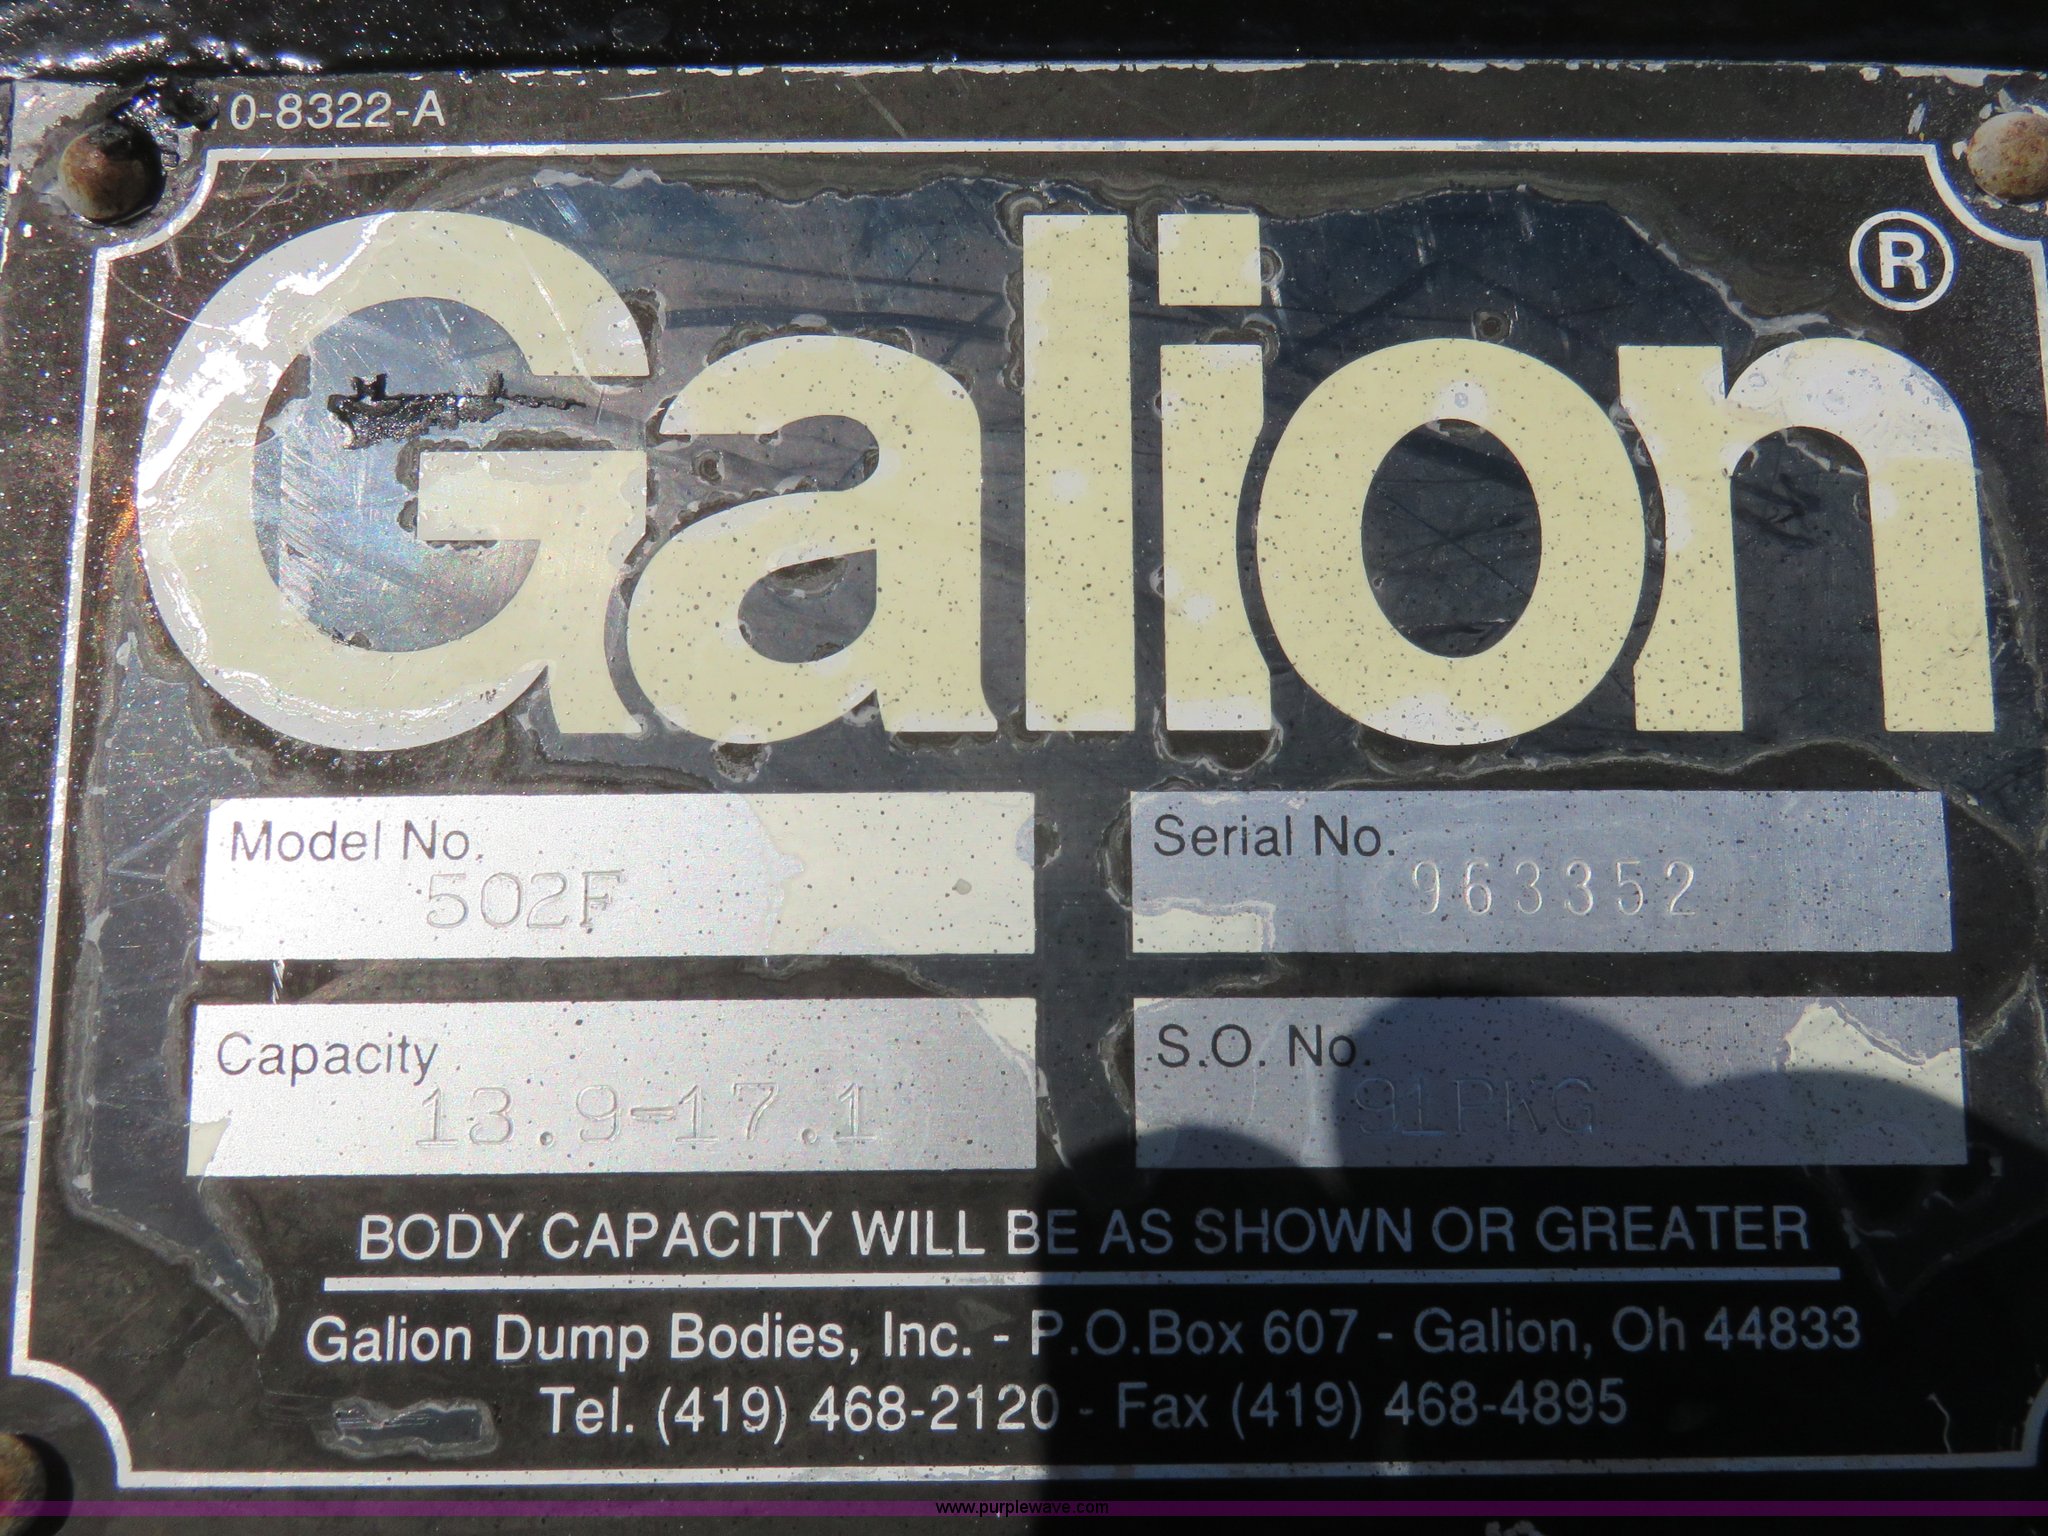 10-8322-A
Galion ®
Model No. 502F
Serial No. 963352
Capacity 13.9-17.1
S.O. No. 91PKG
BODY CAPACITY WILL BE AS SHOWN OR GREATER
Galion Dump Bodies, Inc. - P.O.Box 607 - Galion, Oh 44833
Tel. (419) 468-2120 - Fax (419) 468-4895
www.purplewave.com